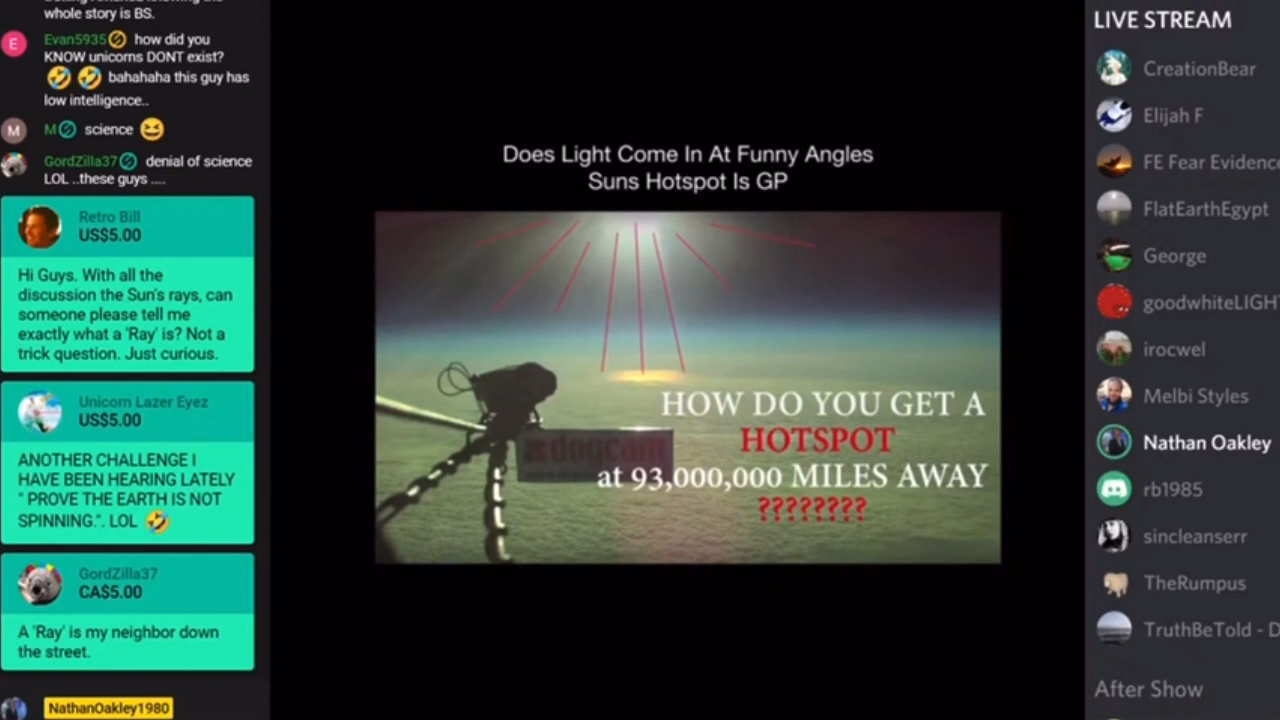 whole story is BS.
Evan5935 how did you
KNOW unicorns DONT exist?
bahahaha this guy has
low intelligence..
M
M science
GordZilla37 denial of science
LOL ..these guys ....
Retro Bill
US$5.00
Hi Guys. With all the
discussion the Sun's rays, can
someone please tell me
exactly what a 'Ray' is? Not a
trick question. Just curious.
Unicorn Lazer Eyez
US$5.00
ANOTHER CHALLENGE I
HAVE BEEN HEARING LATELY
" PROVE THE EARTH IS NOT
SPINNING.". LOL
GordZilla37
CA$5.00
A 'Ray' is my neighbor down
the street.
NathanOakley1980
E
Does Light Come In At Funny Angles
Suns Hotspot Is GP
dogcam
HOW DO YOU GET A
HOTSPOT
at 93,000,000 MILES AWAY
????????
LIVE STREAM
CreationBear
Elijah F
FE Fear Evidenc
FlatEarthEgypt
George
goodwhiteLIGH
irocwel
Melbi Styles
Nathan Oakley
rb1985
sincleanserr
TheRumpus
TruthBeTold - D
After Show